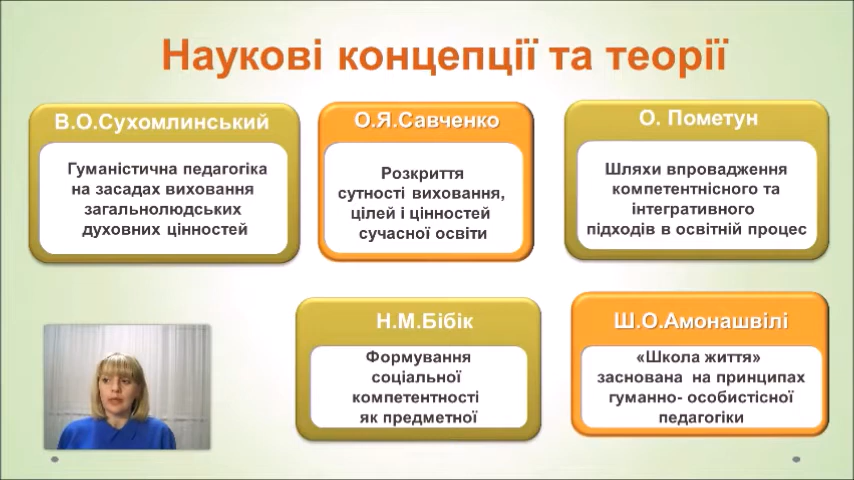 Наукові концепції та теорії
В.О.Сухомлинський
Гуманістична педагогіка
на засадах виховання
загальнолюдських
духовних цінностей
О.Я.Савченко
Розкриття
сутності виховання,
цілей і цінностей
сучасної освіти
О. Пометун
Шляхи впровадження
компетентнісного та
інтегративного
підходів в освітній процес
Н.М.Бібік
Формування
соціальної
компетентності
як предметної
Ш.О.Амонашвілі
«Школа життя»
заснована на принципах
гуманно- особистісної
педагогіки